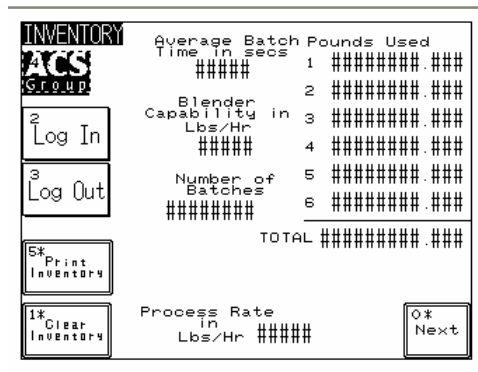 INVENTORY
ACS
Group
2
Log In
3
Log Out
5*
Print
Inventory
1*
Clear
Inventory
Average Batch
Time in secs
#####
Blender
Capability in
Lbs/Hr
#####
Number of
Batches
########
Process Rate
in
Lbs/Hr #####
Pounds Used
1 ########.###
2 ########.###
3 ########.###
4 ########.###
5 ########.###
6 ########.###
TOTAL #########.###
0*
Next